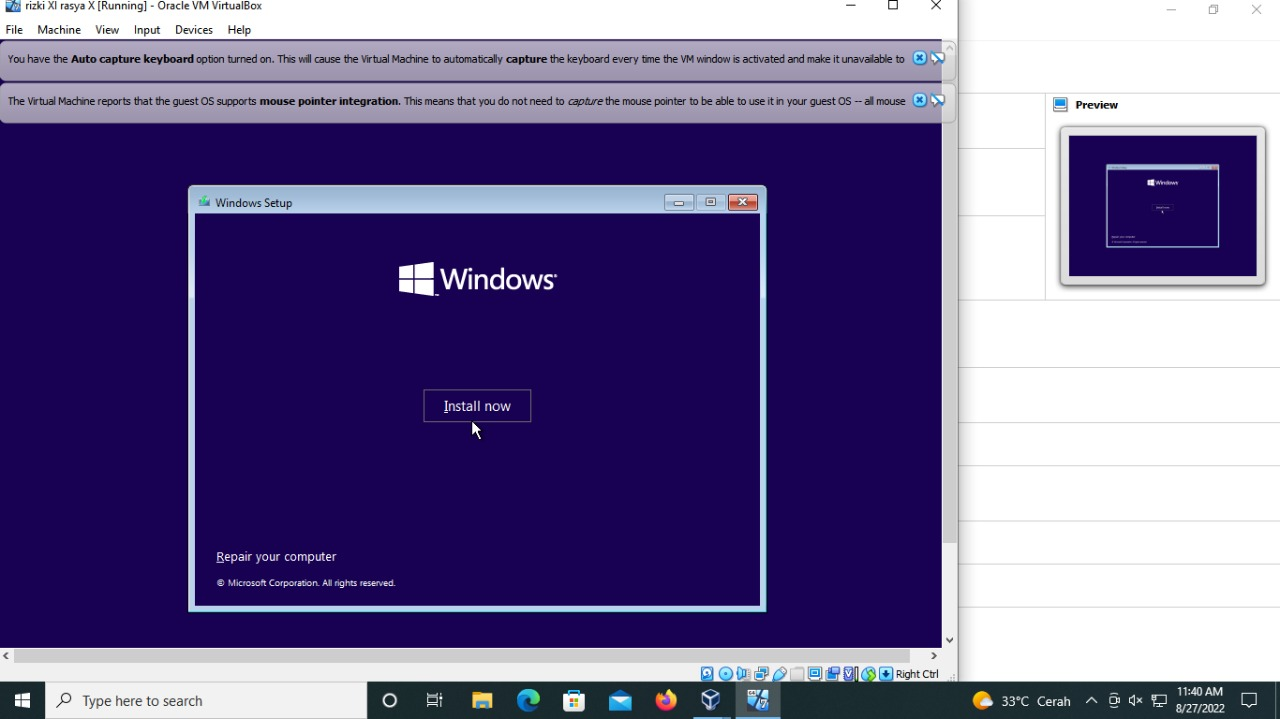 rizki XI rasya X [Running] - Oracle VM VirtualBox
File Machine View Input Devices Help
You have the Auto capture keyboard option turned on. This will cause the Virtual Machine to automatically capture the keyboard every time the VM window is activated and make it unavailable to
The Virtual Machine reports that the guest OS supports mouse pointer integration. This means that you do not need to capture the mouse pointer to be able to use it in your guest OS -- all mouse
Preview
Windows Setup
Windows
Install now
Repair your computer
© Microsoft Corporation. All rights reserved.
Right Ctrl
Type here to search
33°C Cerah
11:40 AM
8/27/2022